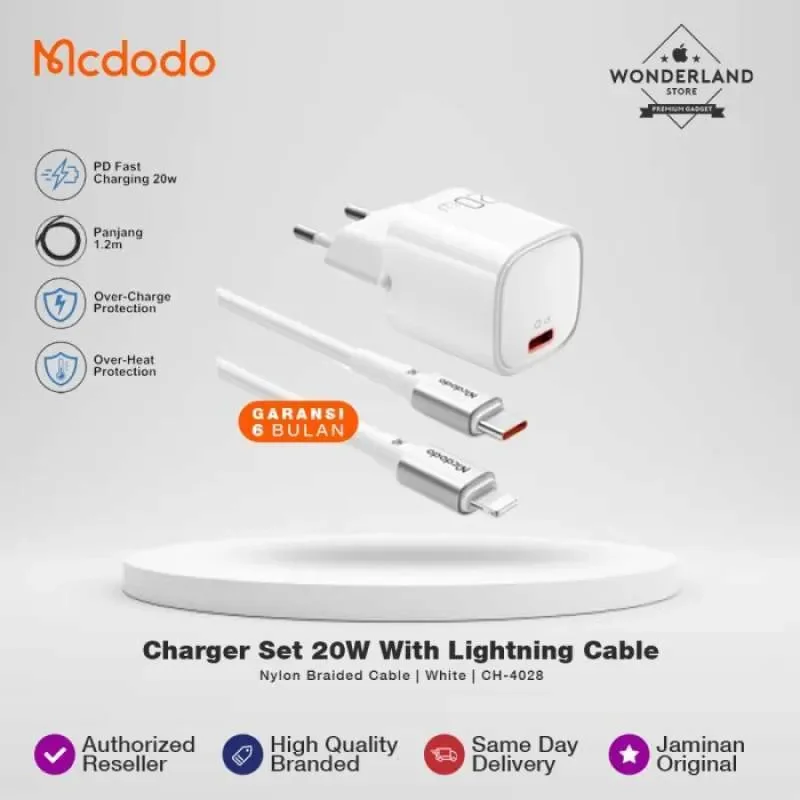 Mcdodo
WONDERLAND
STORE
PREMIUM GADGET
PD Fast
Charging 20w
Panjang
1.2m
Over-Charge
Protection
Over-Heat
Protection
GARANSI
6 BULAN
Mcdodo
Mcdodo
Charger Set 20W With Lightning Cable
Nylon Braided Cable | White | CH-4028
Authorized
Reseller
High Quality
Branded
Same Day
Delivery
Jaminan
Original